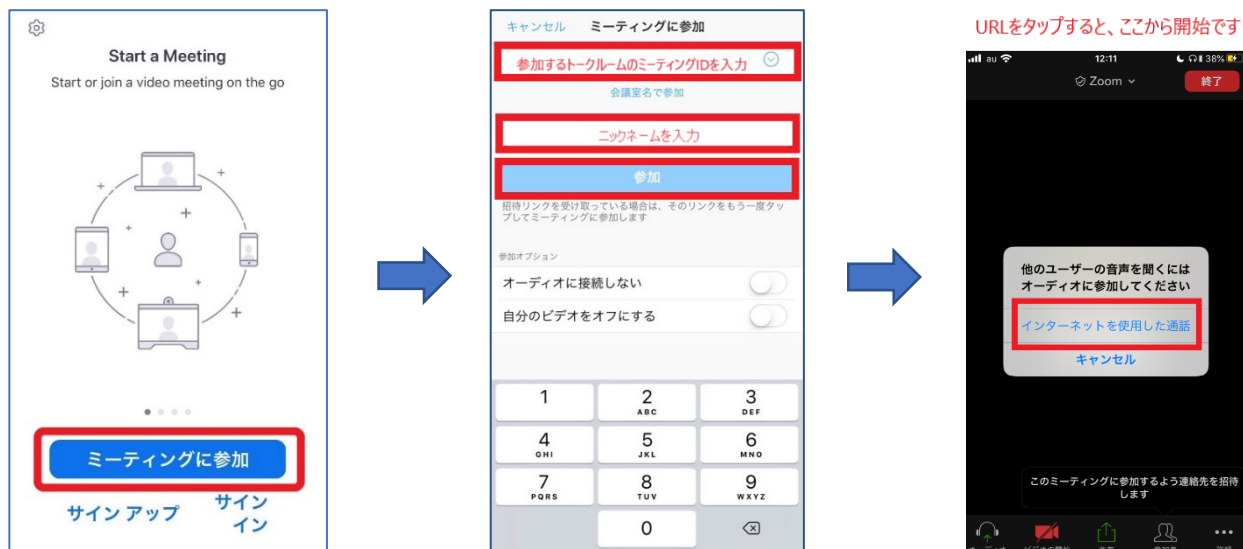 Start a Meeting
Start or join a video meeting on the go
ミーティングに参加
サイン アップ
サイン
イン
キャンセル ミーティングに参加
参加するトークルームのミーティングIDを入力
会議室名で参加
ニックネームを入力
参加
招待リンクを受け取っている場合は、そのリンクをもう一度タッ
プしてミーティングに参加します
参加オプション
オーディオに接続しない
自分のビデオをオフにする
1 2 3
ABC DEF
4 5 6
GHI JKL MNO
7 8 9
PQRS TUV WXYZ
0
URLをタップすると、ここから開始です
au 12:11 38%
Zoom 終了
他のユーザーの音声を聞くには
オーディオに参加してください
インターネットを使用した通話
キャンセル
このミーティングに参加するよう連絡先を招待
します